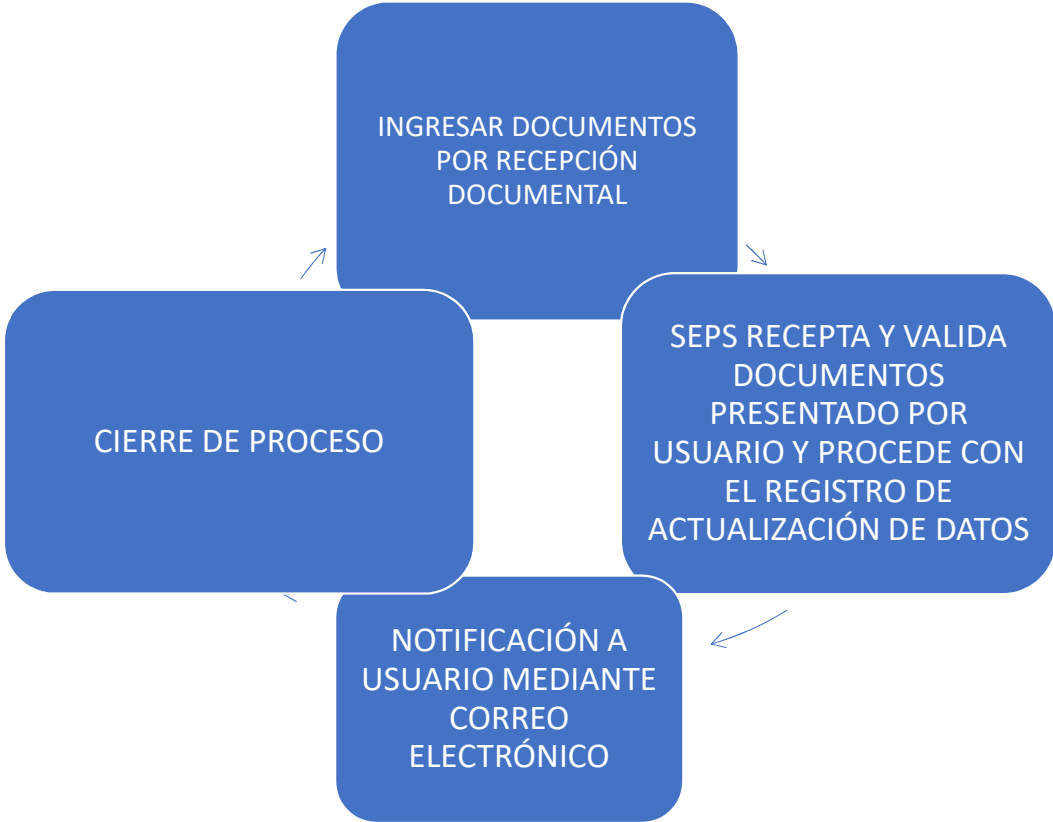 INGRESAR DOCUMENTOS
POR RECEPCIÓN
DOCUMENTAL
SEPS RECEPTA Y VALIDA
DOCUMENTOS
PRESENTADO POR
USUARIO Y PROCEDE CON
EL REGISTRO DE
ACTUALIZACIÓN DE DATOS
NOTIFICACIÓN A
USUARIO MEDIANTE
CORREO
ELECTRÓNICO
CIERRE DE PROCESO